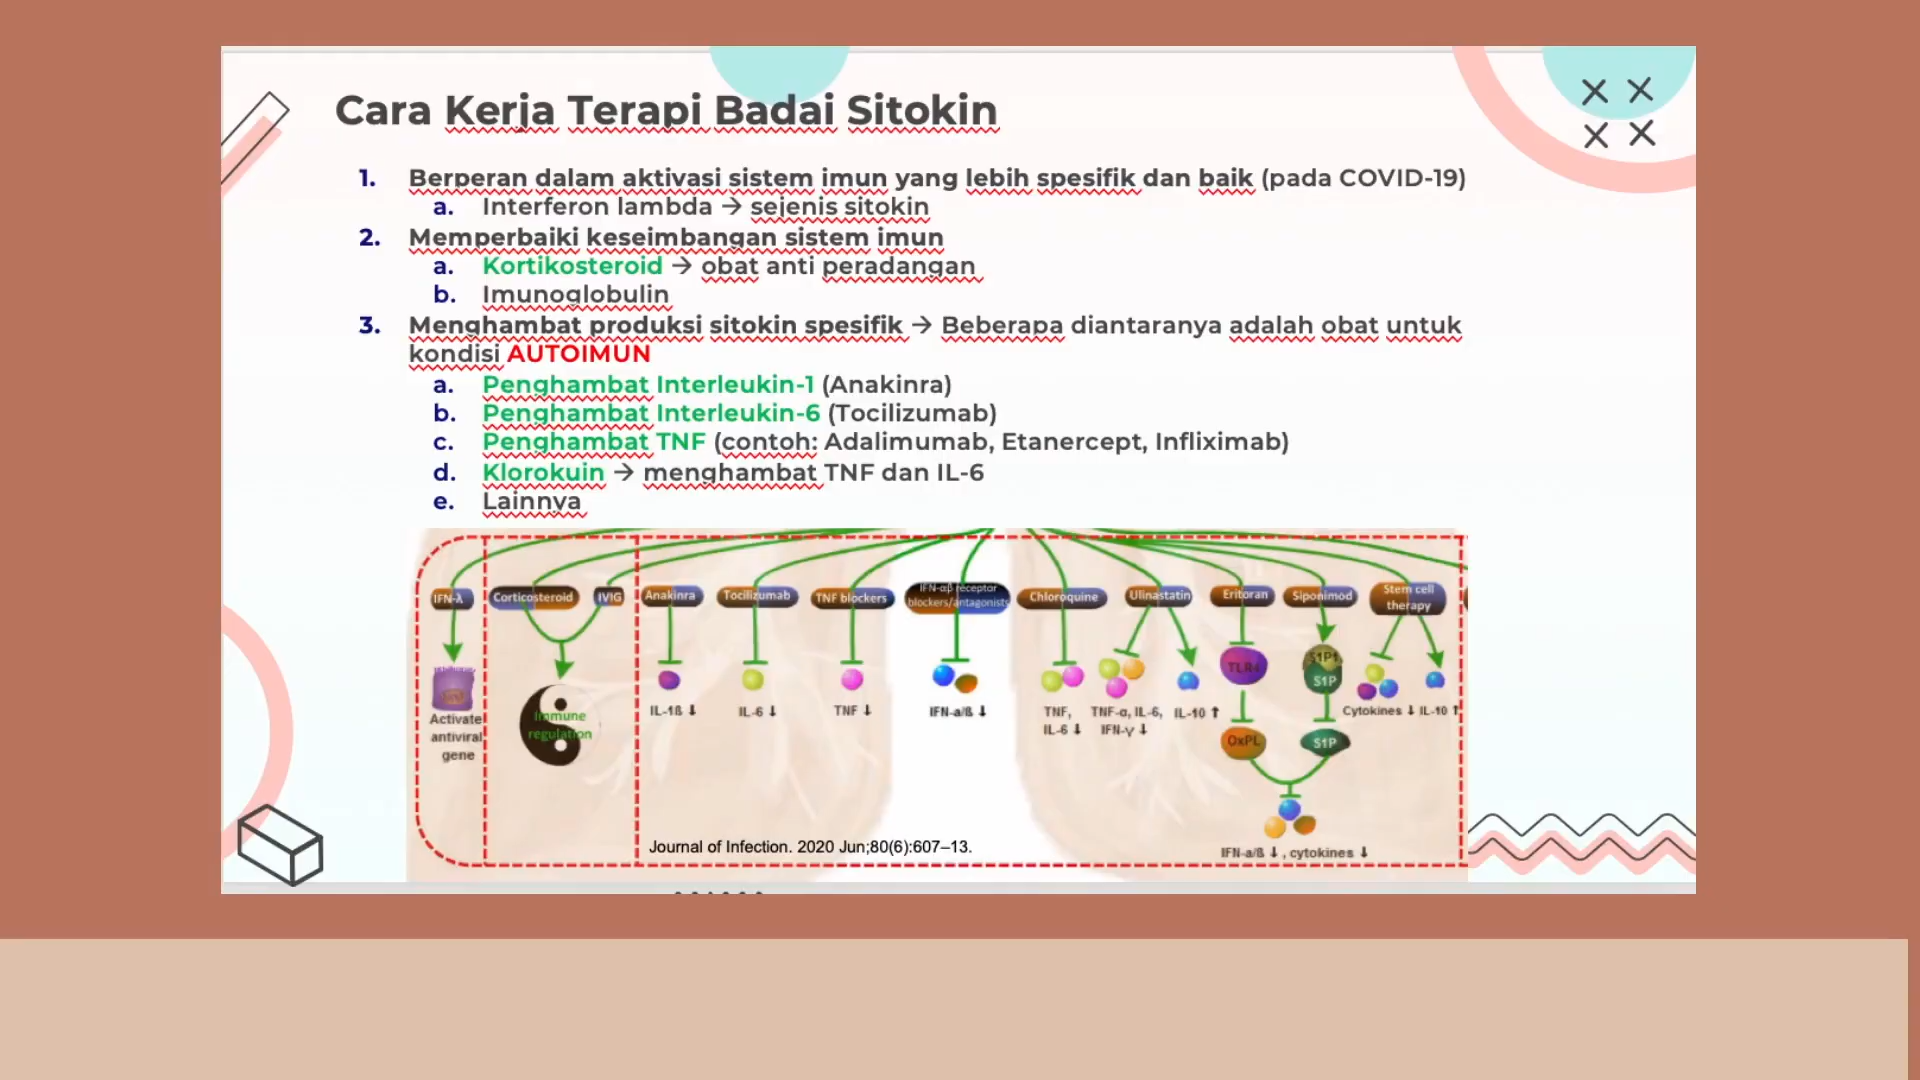 Cara Kerja Terapi Badai Sitokin
1. Berperan dalam aktivasi sistem imun yang lebih spesifik dan baik (pada COVID-19)
a. Interferon lambda → sejenis sitokin
2. Memperbaiki keseimbangan sistem imun
a. Kortikosteroid → obat anti peradangan
b. Imunoglobulin
3. Menghambat produksi sitokin spesifik → Beberapa diantaranya adalah obat untuk
kondisi AUTOIMUN
a. Penghambat Interleukin-1 (Anakinra)
b. Penghambat Interleukin-6 (Tocilizumab)
c. Penghambat TNF (contoh: Adalimumab, Etanercept, Infliximab)
d. Klorokuin → menghambat TNF dan IL-6
e. Lainnya
IFN-λ Corticosteroid IVIG Anakinra Tocilizumab TNF blockers IFN-αβ receptor
blockers/antagonists Chloroquine Ulinastatin Eritoran Siponimod Stem cell
therapy
TLR4 S1P1
S1P
Activate
antiviral
gene
Immune
regulation
IL-1ß ↓ IL-6 ↓ TNF ↓ IFN-a/ß ↓ TNF,
IL-6 ↓ TNF-α, IL-6,
IFN-γ ↓ IL-10 ↑ Cytokines ↓ IL-10 ↑
OxPL S1P
IFN-a/ß ↓ , cytokines ↓
Journal of Infection. 2020 Jun;80(6):607–13.